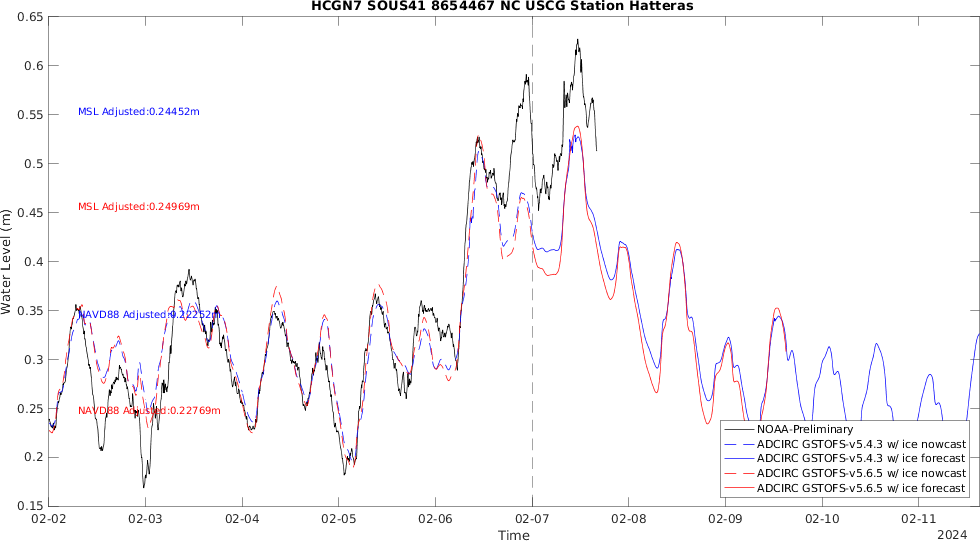 HCGN7 SOUS41 8654467 NC USCG Station Hatteras
0.65
0.6
0.55
0.5
0.45
0.4
0.35
0.3
0.25
0.2
0.15
Water Level (m)
MSL Adjusted:0.24452m
MSL Adjusted:0.24969m
NAVD88 Adjusted:0.22252m
NAVD88 Adjusted:0.22769m
NOAA-Preliminary
ADCIRC GSTOFS-v5.4.3 w/ ice nowcast
ADCIRC GSTOFS-v5.4.3 w/ ice forecast
ADCIRC GSTOFS-v5.6.5 w/ ice nowcast
ADCIRC GSTOFS-v5.6.5 w/ ice forecast
02-02 02-03 02-04 02-05 02-06 02-07 02-08 02-09 02-10 02-11
Time
2024